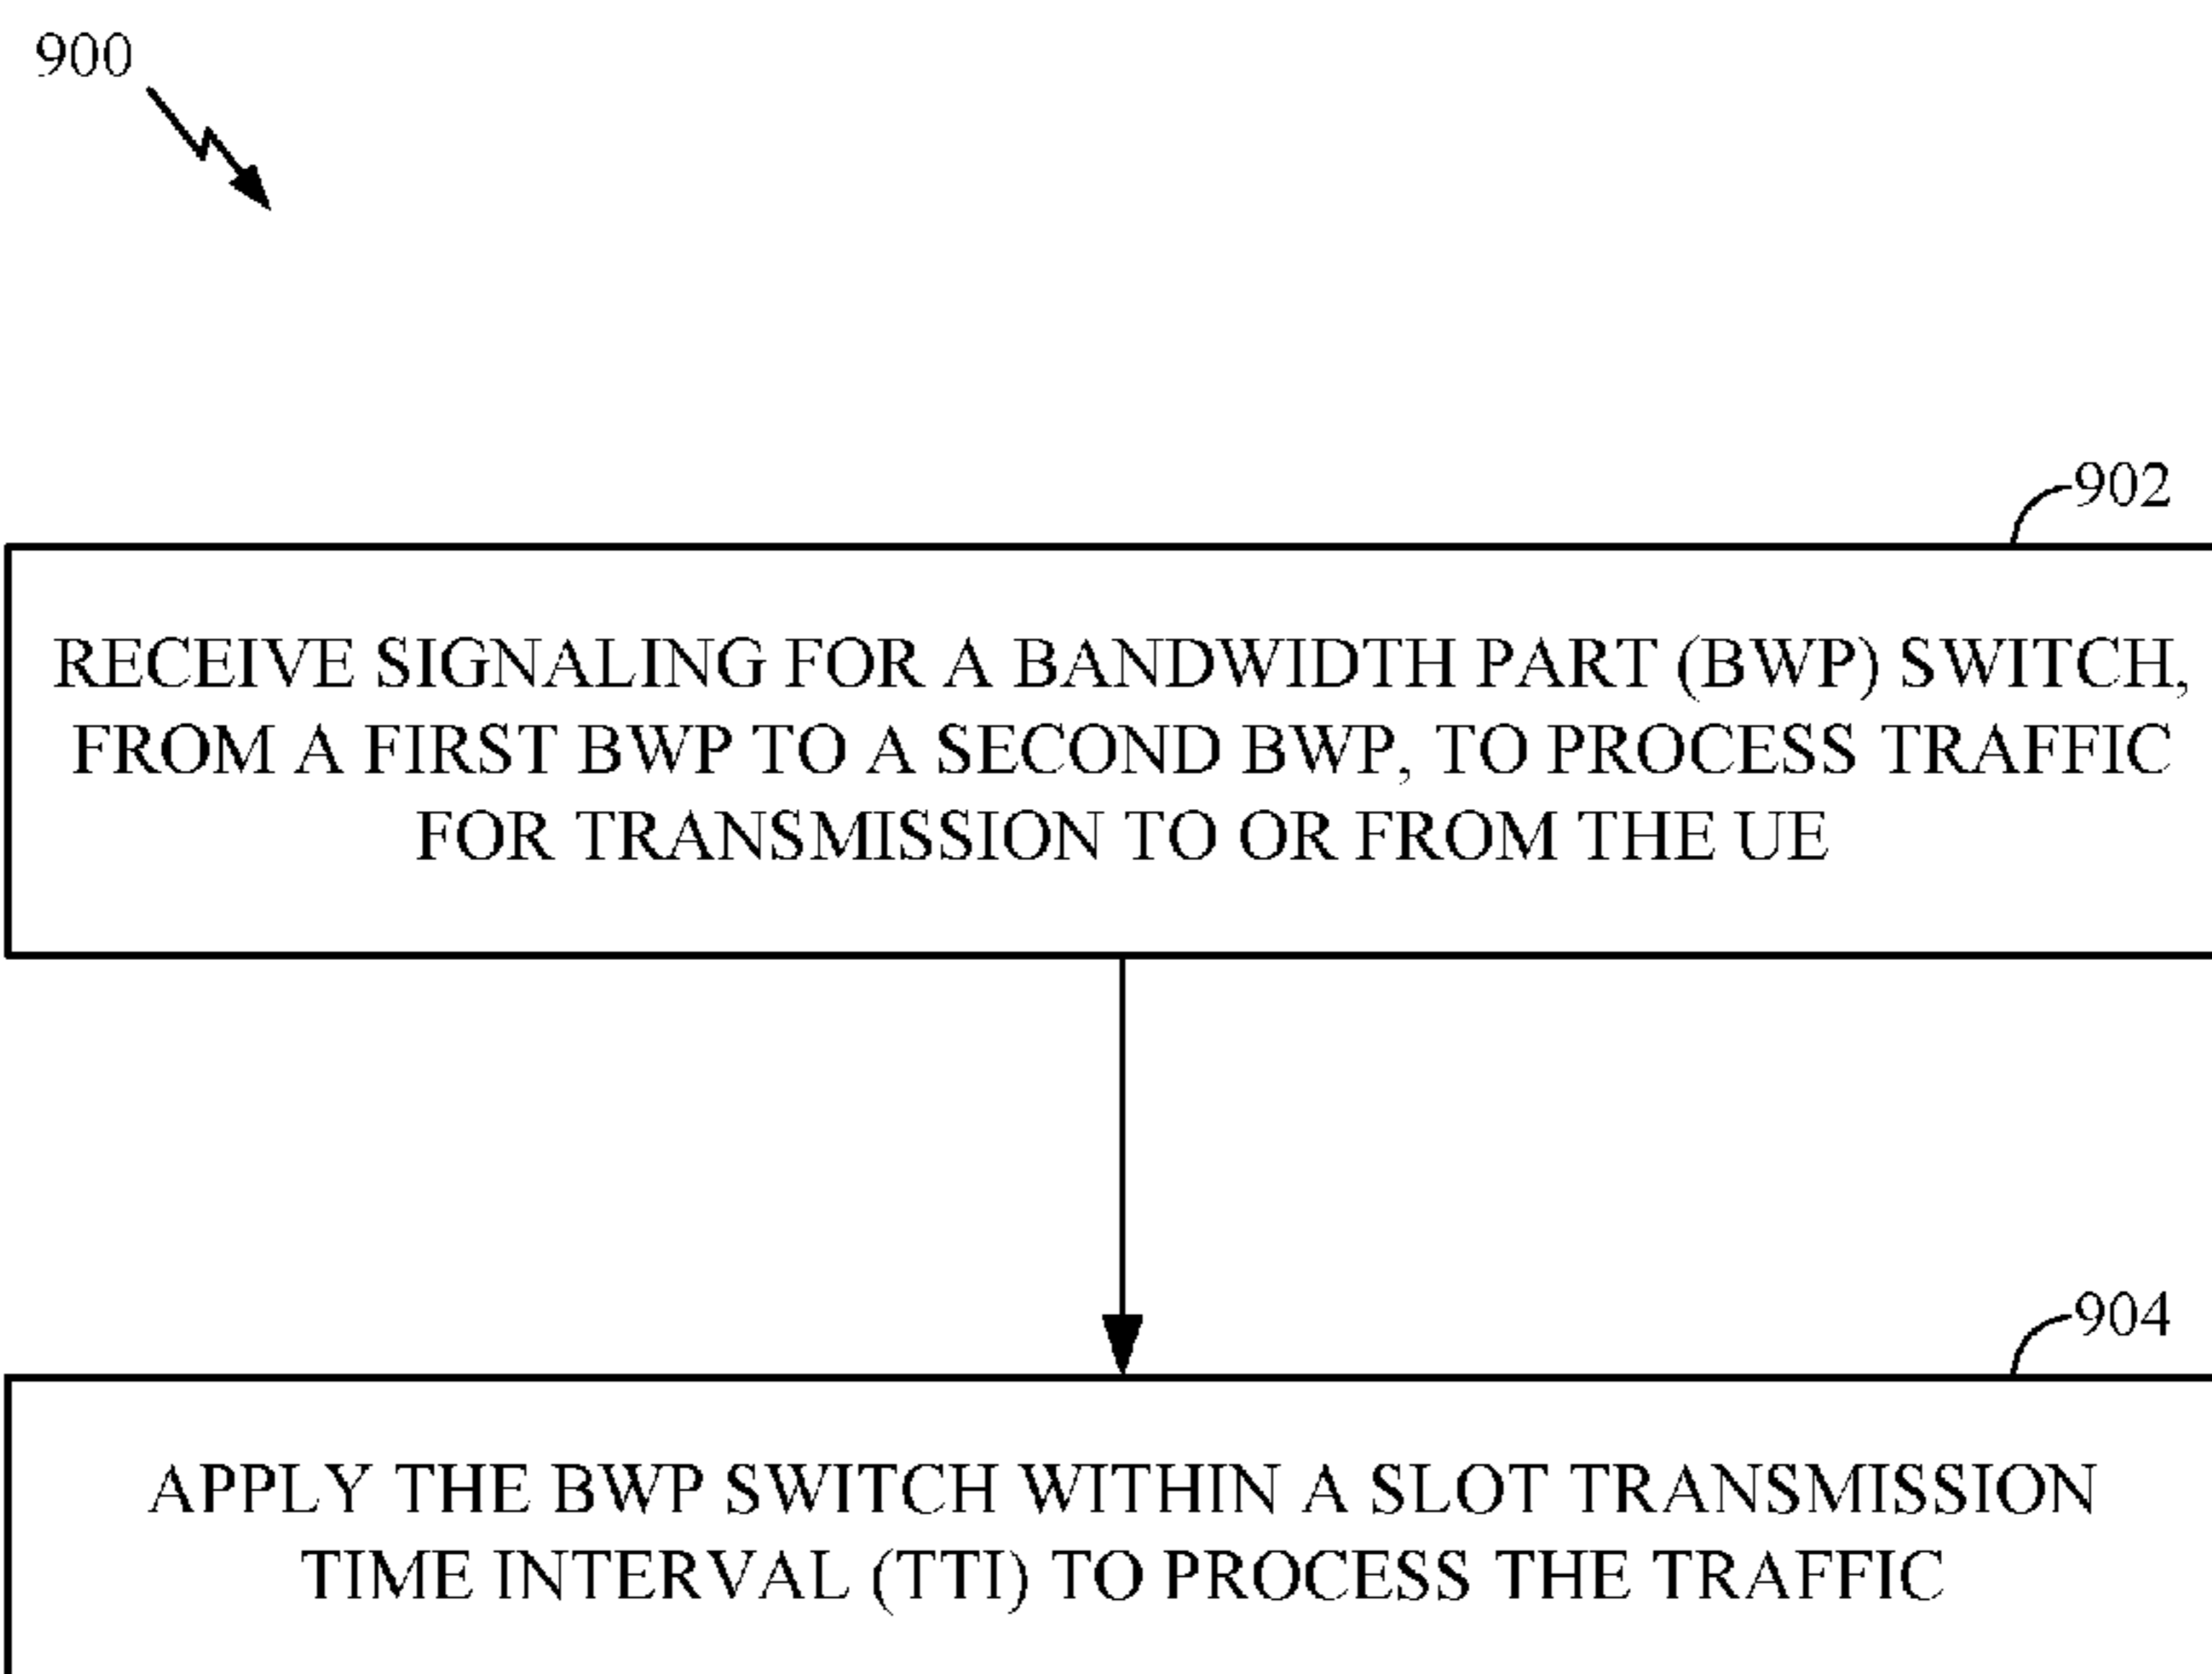 900
902
RECEIVE SIGNALING FOR A BANDWIDTH PART (BWP) SWITCH,
FROM A FIRST BWP TO A SECOND BWP, TO PROCESS TRAFFIC
FOR TRANSMISSION TO OR FROM THE UE
904
APPLY THE BWP SWITCH WITHIN A SLOT TRANSMISSION
TIME INTERVAL (TTI) TO PROCESS THE TRAFFIC